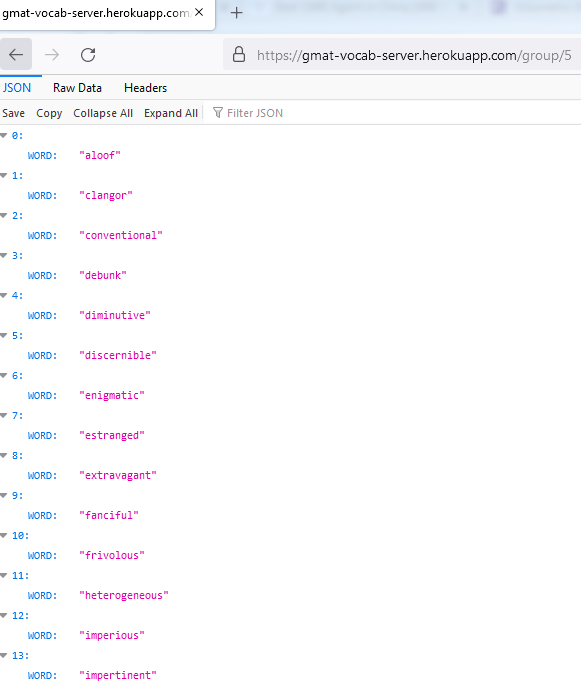 gmat-vocab-server.herokuapp.com
https://gmat-vocab-server.herokuapp.com/group/5
JSON Raw Data Headers
Save Copy Collapse All Expand All Filter JSON
0:
WORD: "aloof"
1:
WORD: "clangor"
2:
WORD: "conventional"
3:
WORD: "debunk"
4:
WORD: "diminutive"
5:
WORD: "discernible"
6:
WORD: "enigmatic"
7:
WORD: "estranged"
8:
WORD: "extravagant"
9:
WORD: "fanciful"
10:
WORD: "frivolous"
11:
WORD: "heterogeneous"
12:
WORD: "imperious"
13:
WORD: "impertinent"